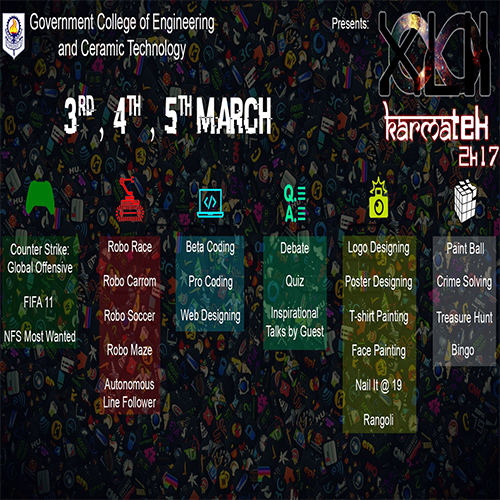 Government College of Engineering
and Ceramic Technology
Presents:
3RD , 4TH , 5TH MARCH
karmatek
2k17
Counter Strike:
Global Offensive
FIFA 11
NFS Most Wanted
Robo Race
Robo Carrom
Robo Soccer
Robo Maze
Autonomous
Line Follower
Beta Coding
Pro Coding
Web Designing
Q
A
Debate
Quiz
Inspirational
Talks by Guest
Logo Designing
Poster Designing
T-shirt Painting
Face Painting
Nail It @ 19
Rangoli
Paint Ball
Crime Solving
Treasure Hunt
Bingo